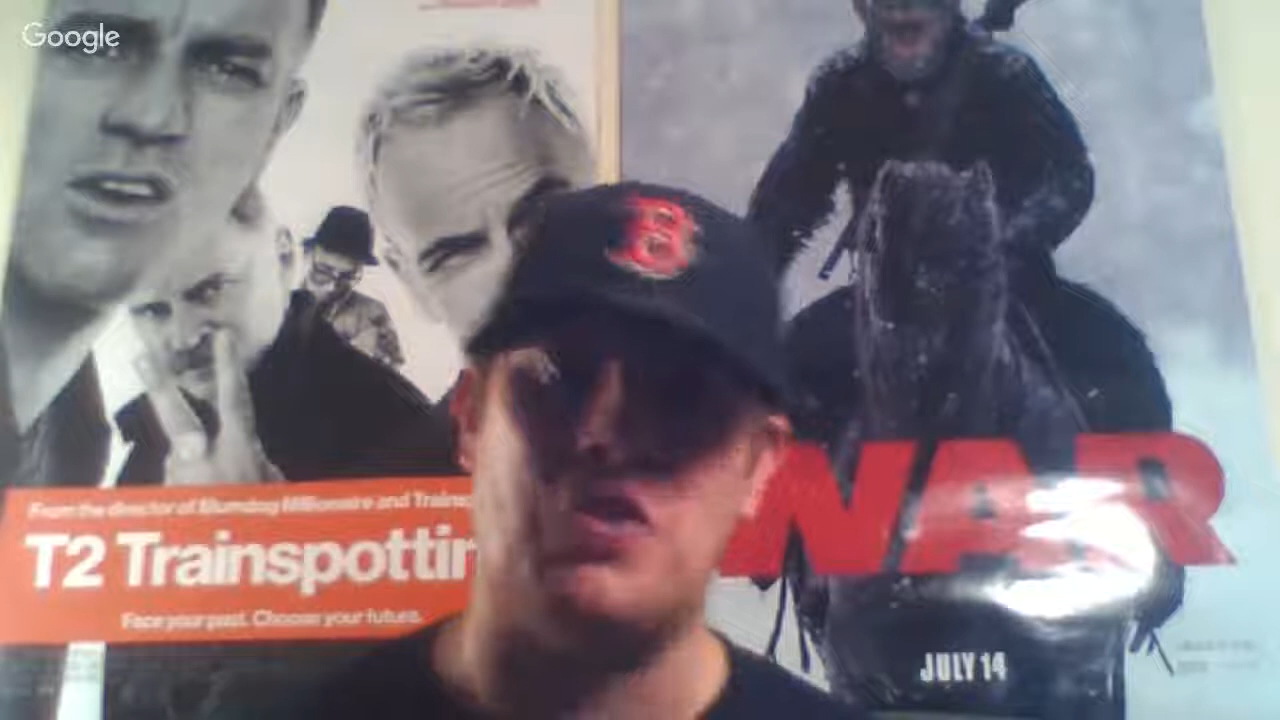 Google
B
From the director of Slumdog Millionaire and Trains
T2 Trainspottin
Face your past. Choose your future.
WAR
JULY 14